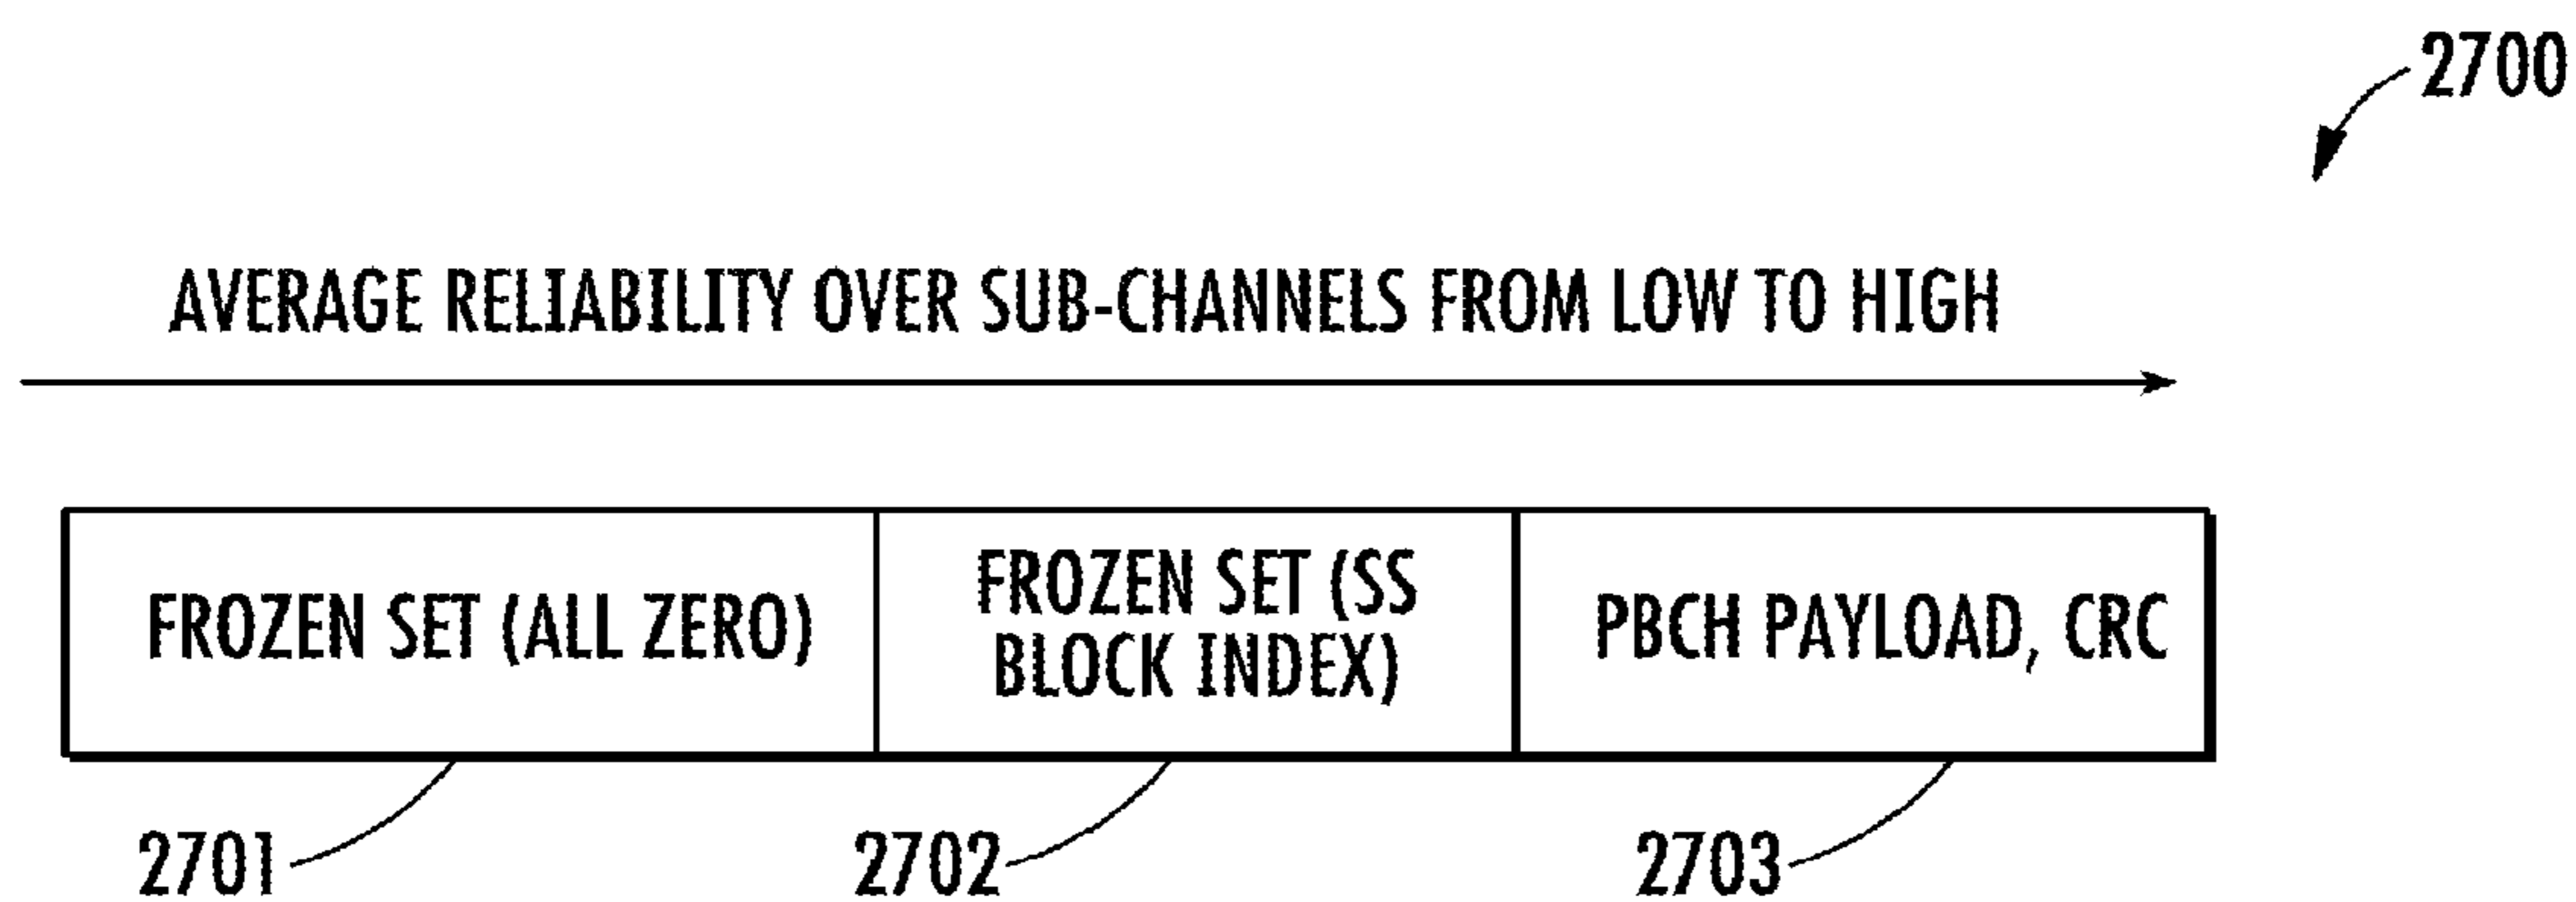 2700
AVERAGE RELIABILITY OVER SUB-CHANNELS FROM LOW TO HIGH
FROZEN SET (ALL ZERO)
FROZEN SET (SS
BLOCK INDEX)
PBCH PAYLOAD, CRC
2701
2702
2703